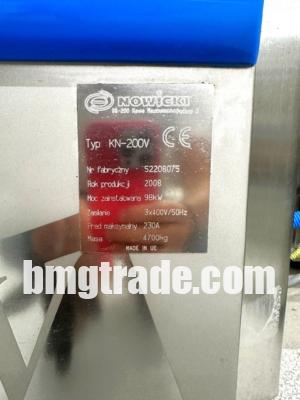 NOWICKI
Typ KN-200V CE
Nr fabryczny 52208075
Rok produkcji 2008
Moc zainstalowana 98kW
Zasilanie 3x400V/50Hz
Prąd maksymalny 230A
Masa 4700kg
MADE IN UE
bmgtrade.com